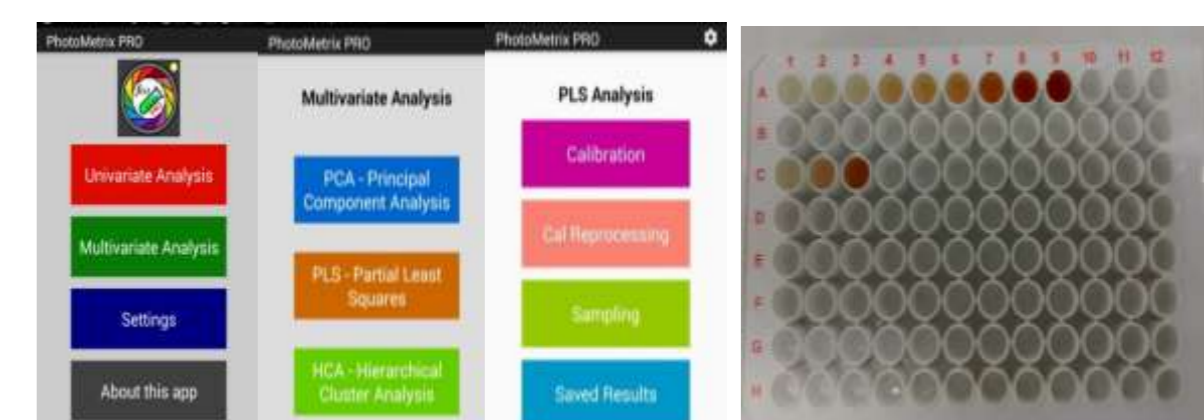 PhotoMetrix PRO
Univariate Analysis
Multivariate Analysis
Settings
About this app
PhotoMetrix PRO
Multivariate Analysis
PCA - Principal
Component Analysis
PLS - Partial Least
Squares
HCA - Hierarchical
Cluster Analysis
PhotoMetrix PRO
PLS Analysis
Calibration
Cal Reprocessing
Sampling
Saved Results
1 2 3 4 5 6 7 8 9 10 11 12
A
B
C
D
E
F
G
H